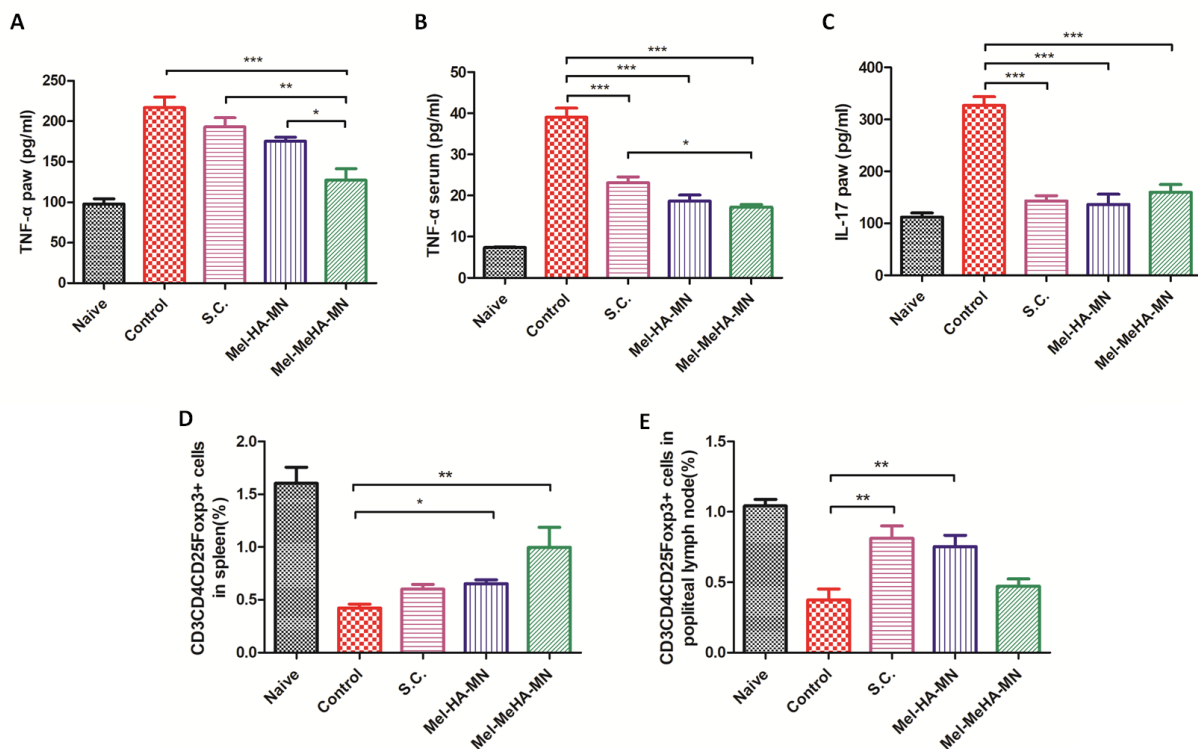 A
TNF-α paw (pg/ml)
250
200
150
100
50
0
***
**
*
Naive
Control
S.C.
Mel-HA-MN
Mel-MeHA-MN
B
TNF-α serum (pg/ml)
50
40
30
20
10
0
***
***
***
*
Naive
Control
S.C.
Mel-HA-MN
Mel-MeHA-MN
C
IL-17 paw (pg/ml)
400
300
200
100
0
***
***
***
Naive
Control
S.C.
Mel-HA-MN
Mel-MeHA-MN
D
CD3CD4CD25Foxp3+ cells
in spleen(%)
2.0
1.5
1.0
0.5
0.0
**
*
Naive
Control
S.C.
Mel-HA-MN
Mel-MeHA-MN
E
CD3CD4CD25Foxp3+ cells in
popliteal lymph node(%)
1.5
1.0
0.5
0.0
**
**
Naive
Control
S.C.
Mel-HA-MN
Mel-MeHA-MN